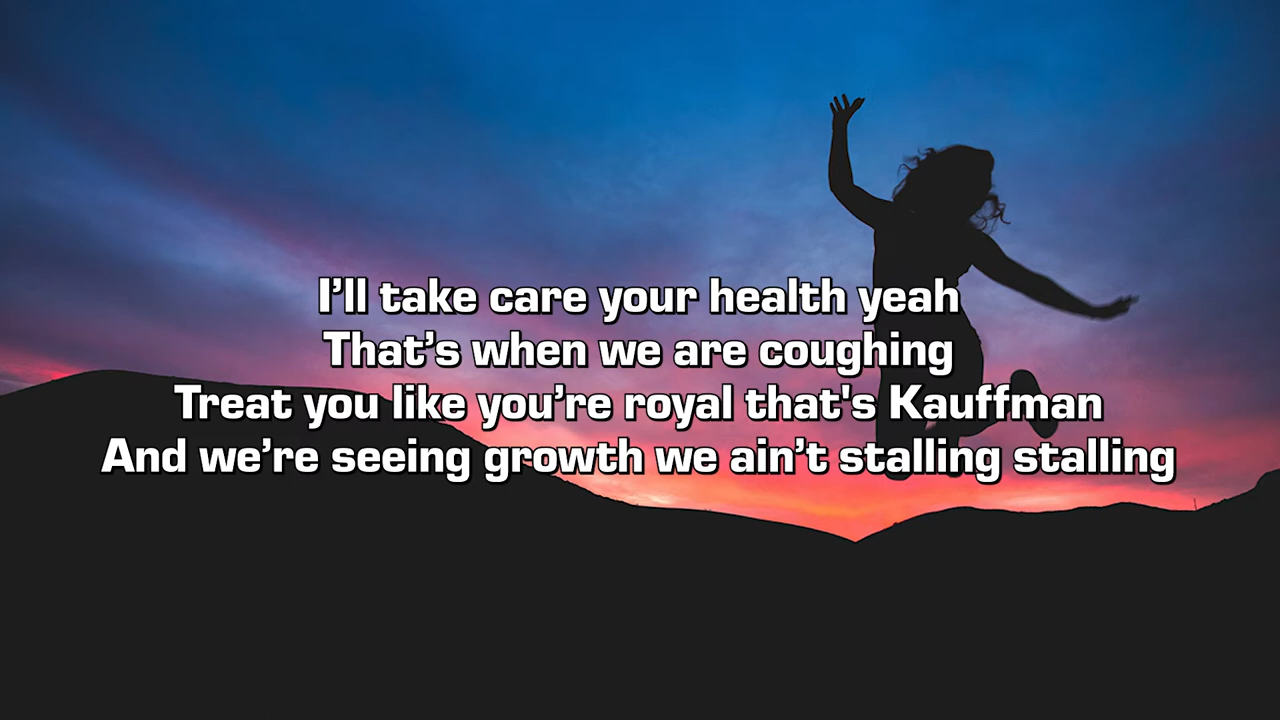 I’ll take care your health yeah
That’s when we are coughing
Treat you like you’re royal that's Kauffman
And we’re seeing growth we ain’t stalling stalling